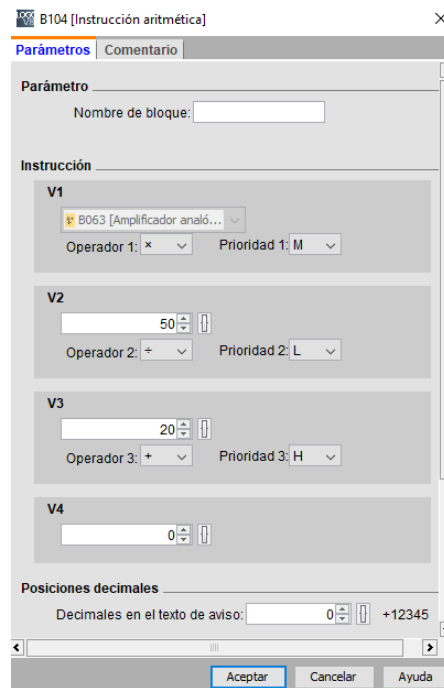 B104 [Instrucción aritmética]
Parámetros Comentario
Parámetro
Nombre de bloque:
Instrucción
V1
B063 [Amplificador analó...
Operador 1: × Prioridad 1: M
V2
50
Operador 2: ÷ Prioridad 2: L
V3
20
Operador 3: + Prioridad 3: H
V4
0
Posiciones decimales
Decimales en el texto de aviso: 0 +12345
Aceptar Cancelar Ayuda